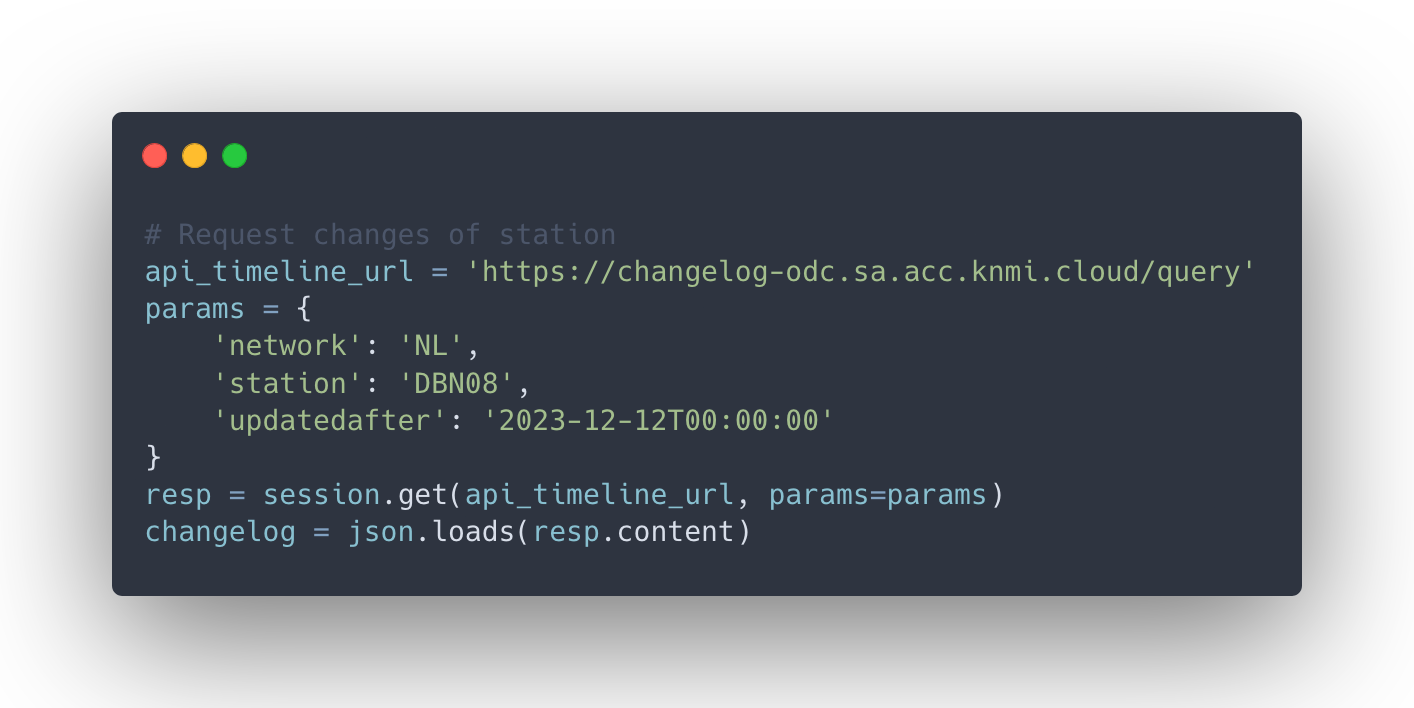 # Request changes of station
api_timeline_url = 'https://changelog-odc.sa.acc.knmi.cloud/query'
params = {
    'network': 'NL',
    'station': 'DBN08',
    'updatedafter': '2023-12-12T00:00:00'
}
resp = session.get(api_timeline_url, params=params)
changelog = json.loads(resp.content)